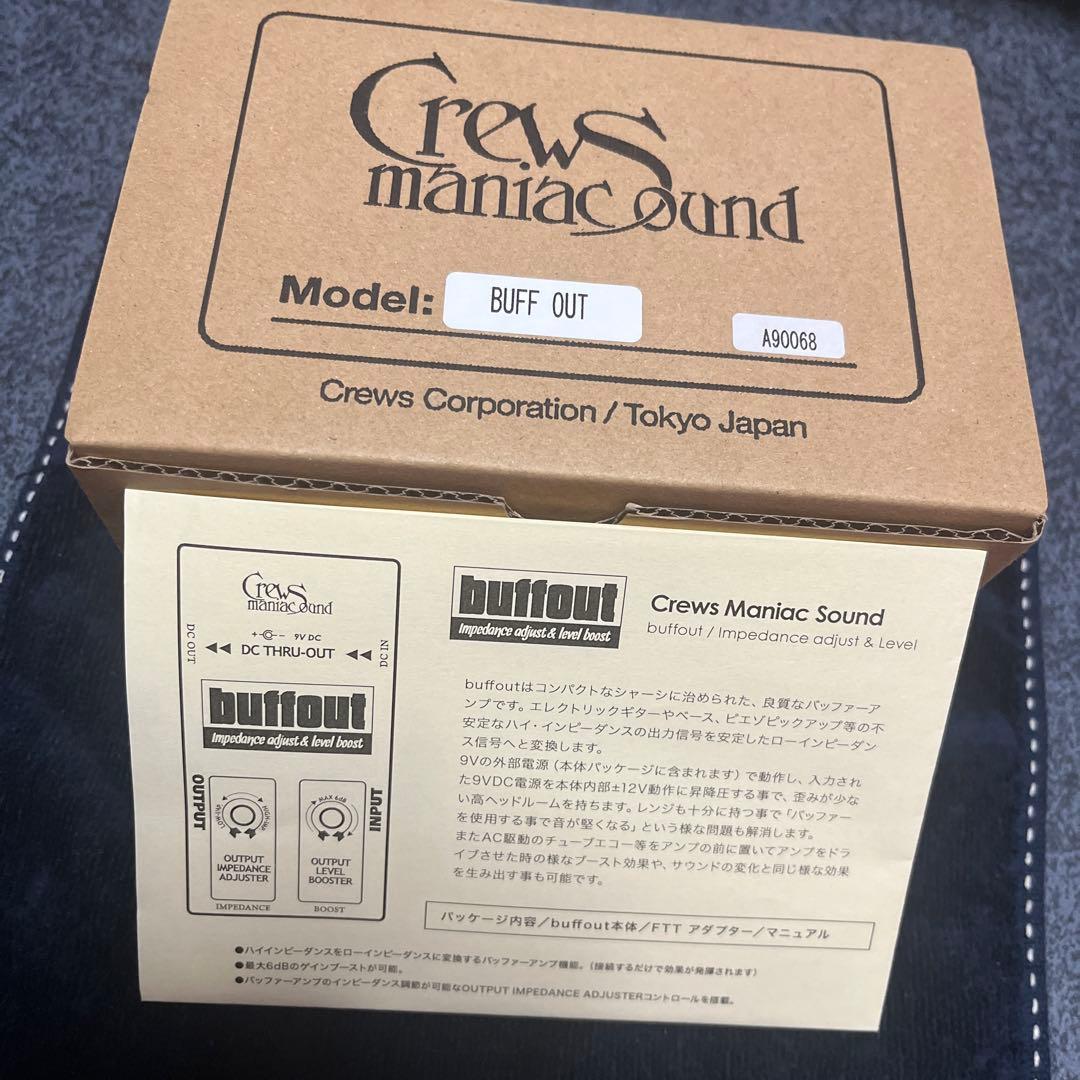 Crews
maniac sound
Model: BUFF OUT
A90068
Crews Corporation / Tokyo Japan
Crews
maniac sound
9V DC
DC OUT
DC THRU-OUT
DC IN
buffout
Impedance adjust & level boost
OUTPUT
INPUT
MAX 6dB
OUTPUT
IMPEDANCE
ADJUSTER
OUTPUT
LEVEL
BOOSTER
IMPEDANCE
BOOST
buffout
Impedance adjust & level boost
Crews Maniac Sound
buffout / Impedance adjust & Level
buffoutはコンパクトなシャーシに治められた、良質なバッファーア
ンプです。エレクトリックギターやベース、ピエゾピックアップ等の不
安定なハイ・インピーダンスの出力信号を安定したローインピーダン
ス信号へと変換します。
9Vの外部電源（本体パッケージに含まれます）で動作し、入力され
た9VDC電源を本体内部±12V動作に昇降圧する事で、歪みが少な
い高ヘッドルームを持ちます。レンジも十分に持つ事で「バッファー
を使用する事で音が堅くなる」という様な問題も解消します。
またAC駆動のチューブエコー等をアンプの前に置いてアンプをドラ
イブさせた時の様なブースト効果や、サウンドの変化と同じ様な効果
を生み出す事も可能です。
パッケージ内容／buffout本体／FTT アダプター／マニュアル
●ハイインピーダンスをローインピーダンスに変換するバッファーアンプ機能。（接続するだけで効果が発揮されます）
●最大6dBのゲインブーストが可能。
●バッファーアンプのインピーダンス調節が可能なOUTPUT IMPEDANCE ADJUSTERコントロールを搭載。